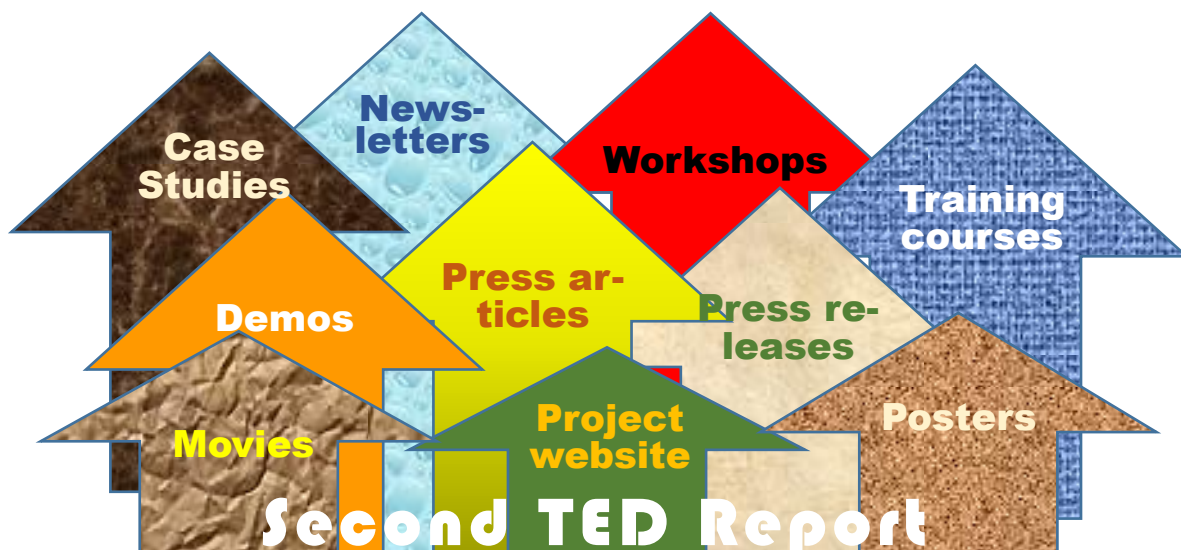 News-
letters
Case
Studies
Workshops
Training
courses
Press ar-
ticles
Demos
Press re-
leases
Project
website
Posters
Movies
Second TED Report